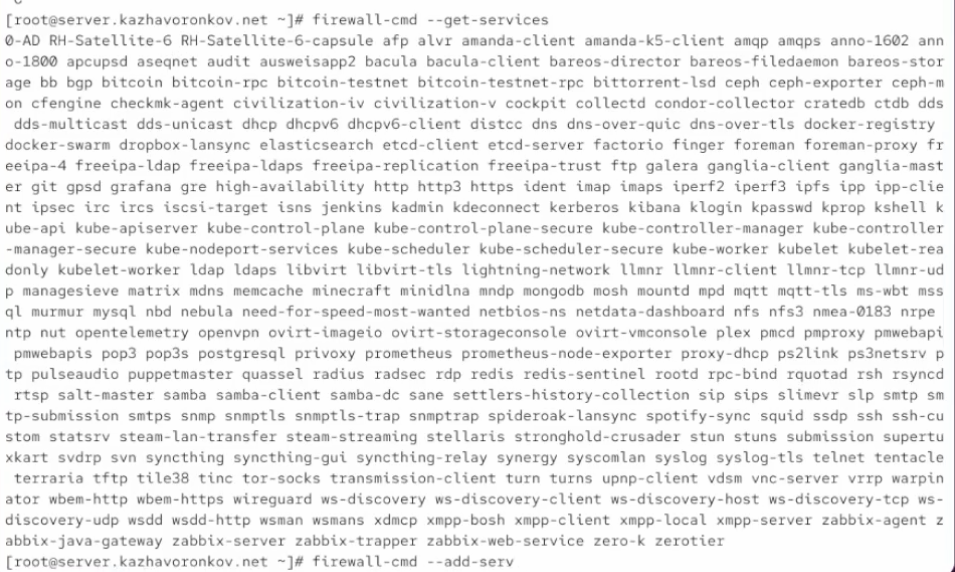 [root@server.kazhavoronkov.net ~]# firewall-cmd --get-services
0-AD RH-Satellite-6 RH-Satellite-6-capsule afp alvr amanda-client amanda-k5-client amqp amqps anno-1602 ann
o-1800 apcupsd aseqnet audit ausweisapp2 bacula bacula-client bareos-director bareos-filedaemon bareos-stor
age bb bgp bitcoin bitcoin-rpc bitcoin-testnet bitcoin-testnet-rpc bittorrent-lsd ceph ceph-exporter ceph-m
on cfengine checkmk-agent civilization-iv civilization-v cockpit collectd condor-collector cratedb ctdb dds
 dds-multicast dds-unicast dhcp dhcpv6 dhcpv6-client distcc dns dns-over-quic dns-over-tls docker-registry
docker-swarm dropbox-lansync elasticsearch etcd-client etcd-server factorio finger foreman foreman-proxy fr
eeipa-4 freeipa-ldap freeipa-ldaps freeipa-replication freeipa-trust ftp galera ganglia-client ganglia-mast
er git gpsd grafana gre high-availability http http3 https ident imap imaps iperf2 iperf3 ipfs ipp ipp-clie
nt ipsec irc ircs iscsi-target isns jenkins kadmin kdeconnect kerberos kibana klogin kpasswd kprop kshell k
ube-api kube-apiserver kube-control-plane kube-control-plane-secure kube-controller-manager kube-controller
-manager-secure kube-nodeport-services kube-scheduler kube-scheduler-secure kube-worker kubelet kubelet-rea
donly kubelet-worker ldap ldaps libvirt libvirt-tls lightning-network llmnr llmnr-client llmnr-tcp llmnr-ud
p managesieve matrix mdns memcache minecraft minidlna mndp mongodb mosh mountd mpd mqtt mqtt-tls ms-wbt mss
ql murmur mysql nbd nebula need-for-speed-most-wanted netbios-ns netdata-dashboard nfs nfs3 nmea-0183 nrpe
ntp nut opentelemetry openvpn ovirt-imageio ovirt-storageconsole ovirt-vmconsole plex pmcd pmproxy pmwebapi
 pmwebapis pop3 pop3s postgresql privoxy prometheus prometheus-node-exporter proxy-dhcp ps2link ps3netsrv p
tp pulseaudio puppetmaster quassel radius radsec rdp redis redis-sentinel rootd rpc-bind rquotad rsh rsyncd
 rtsp salt-master samba samba-client samba-dc sane settlers-history-collection sip sips slimevr slp smtp sm
tp-submission smtps snmp snmptls snmptls-trap snmptrap spideroak-lansync spotify-sync squid ssdp ssh ssh-cu
stom statsrv steam-lan-transfer steam-streaming stellaris stronghold-crusader stun stuns submission supertu
xkart svdrp svn syncthing syncthing-gui syncthing-relay synergy syscomlan syslog syslog-tls telnet tentacle
 terraria tftp tile38 tinc tor-socks transmission-client turn turns upnp-client vdsm vnc-server vrrp warpin
ator wbem-http wbem-https wireguard ws-discovery ws-discovery-client ws-discovery-host ws-discovery-tcp ws-
discovery-udp wsdd wsdd-http wsman wsmans xdmcp xmpp-bosh xmpp-client xmpp-local xmpp-server zabbix-agent z
abbix-java-gateway zabbix-server zabbix-trapper zabbix-web-service zero-k zerotier
[root@server.kazhavoronkov.net ~]# firewall-cmd --add-serv